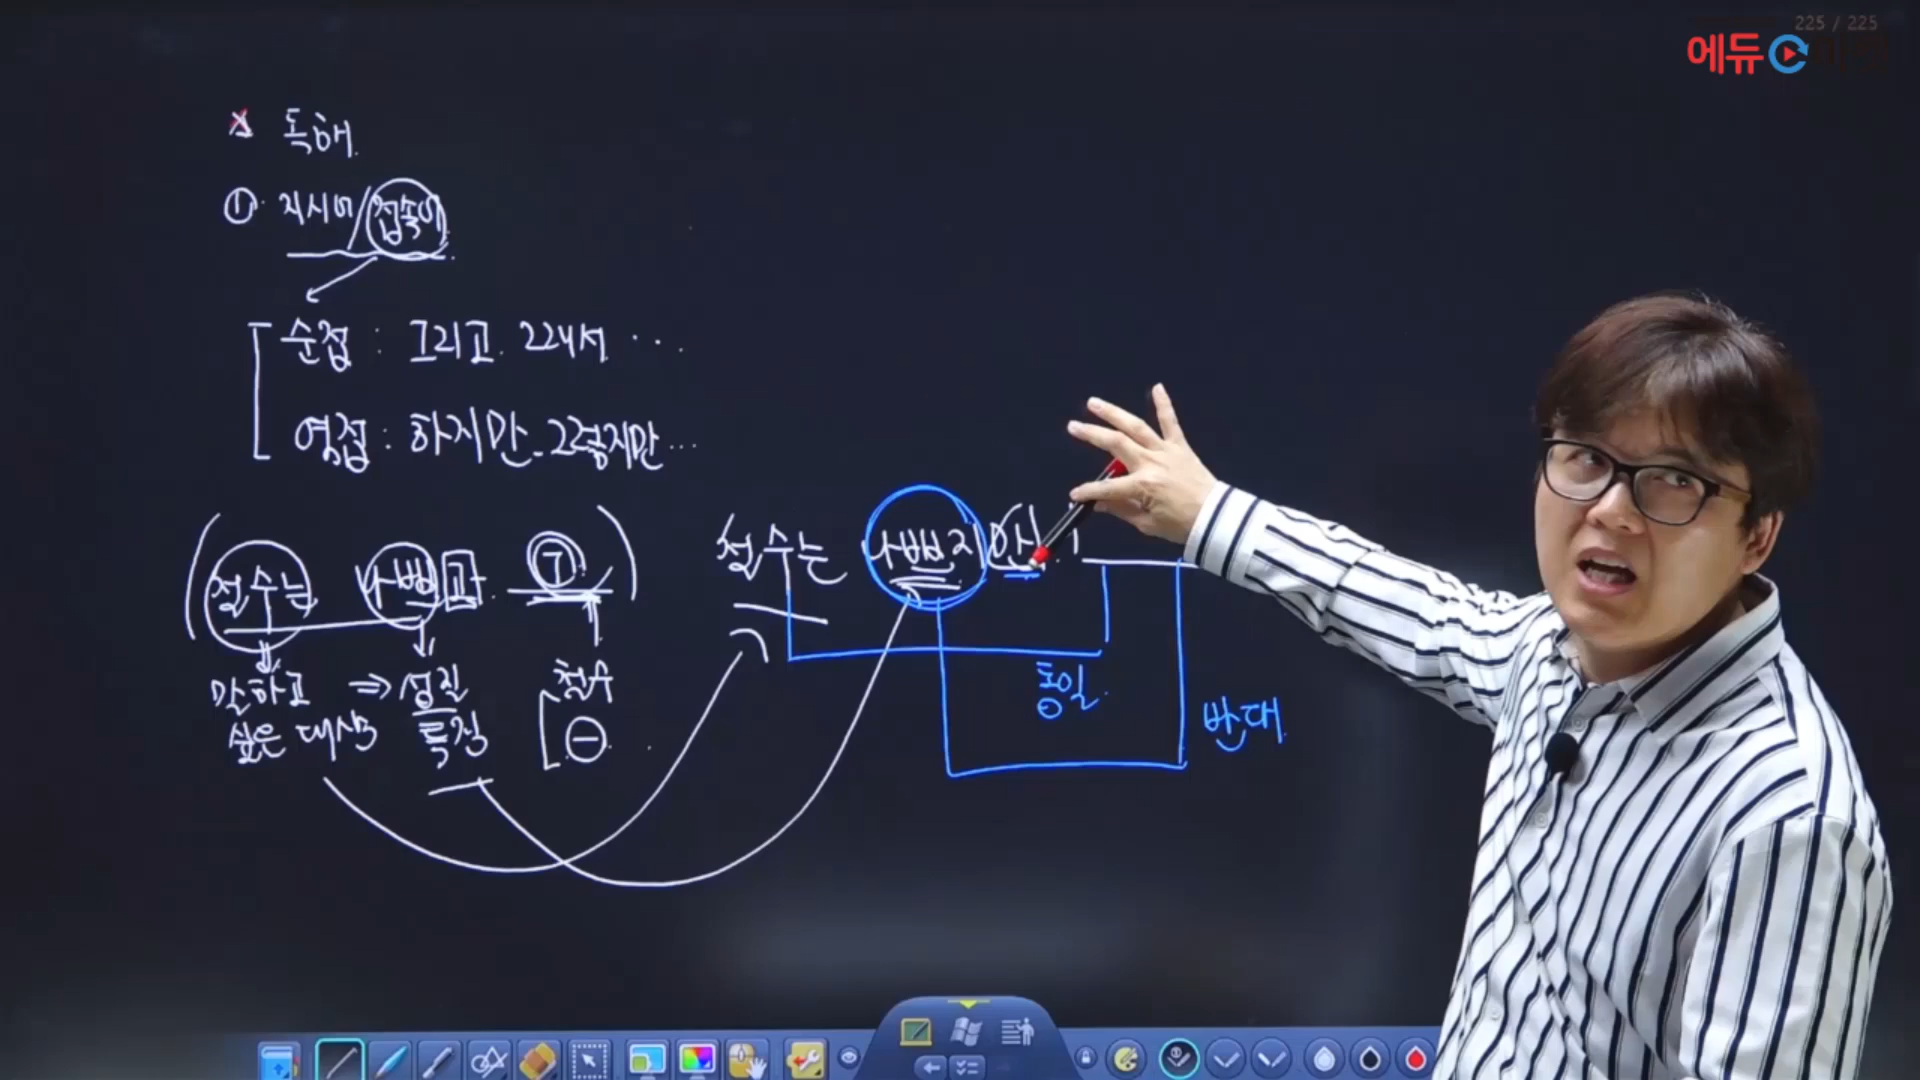 225 / 225
에듀
독해.
① 지시어/접속어
순접 : 그리고. 그래서 ...
역접 : 하지만. 그렇지만...
(철수는 나쁘고. ⑦)
말하고 싶은 대상
⇒ 성질 특징
철수
⊖
철수는 나쁘지만
동일.
반대